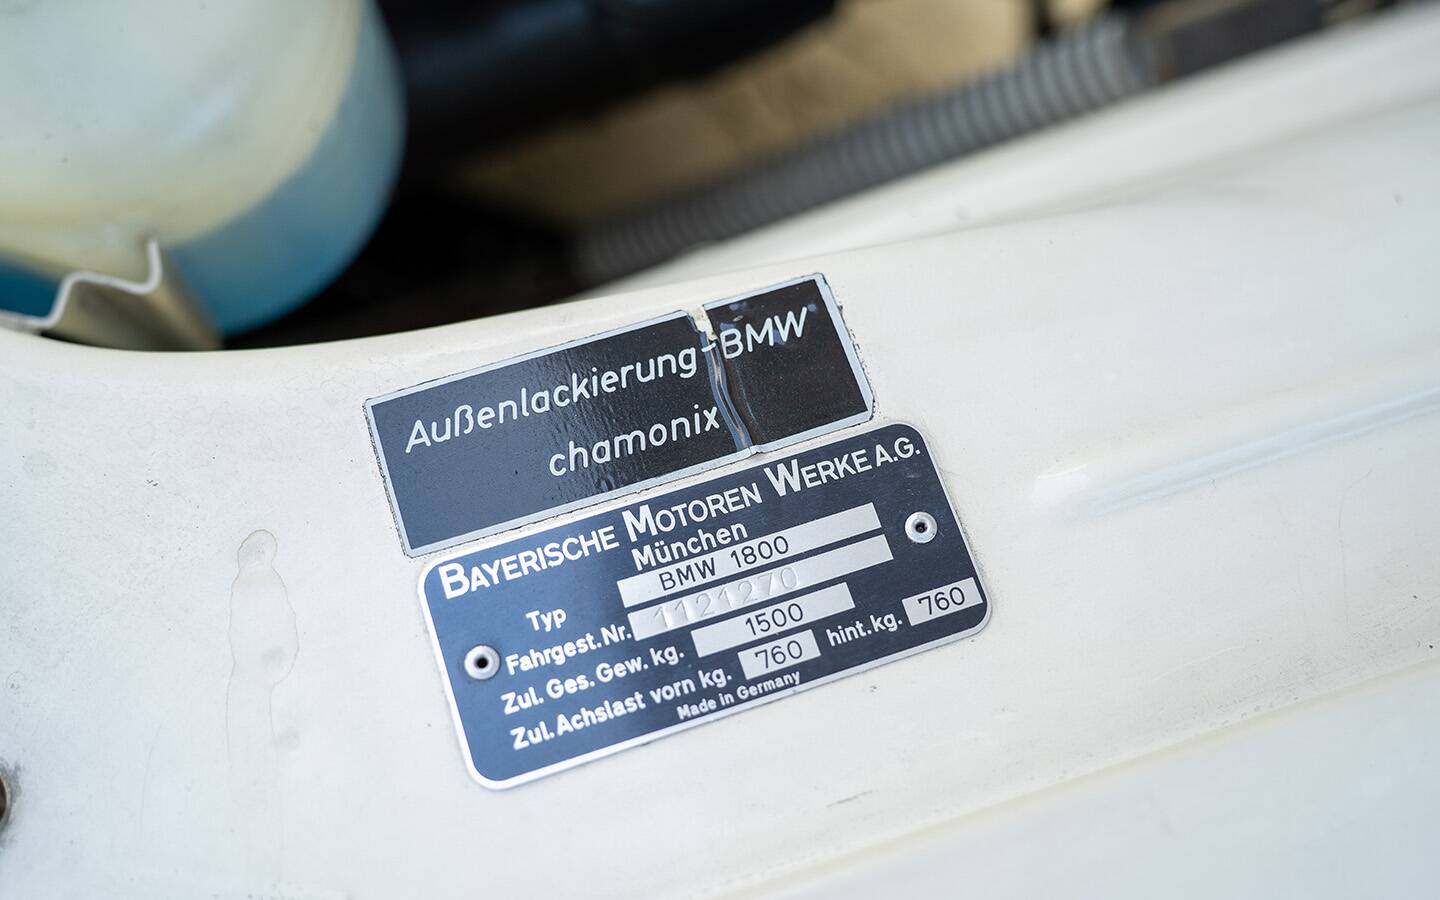 Außenlackierung-BMW
chamonix
BAYERISCHE MOTOREN WERKE A.G.
München
Typ BMW 1800
Fahrgest.Nr. 1121270
Zul. Ges. Gew. kg. 1500
Zul. Achslast vorn kg. 760 hint.kg. 760
Made in Germany